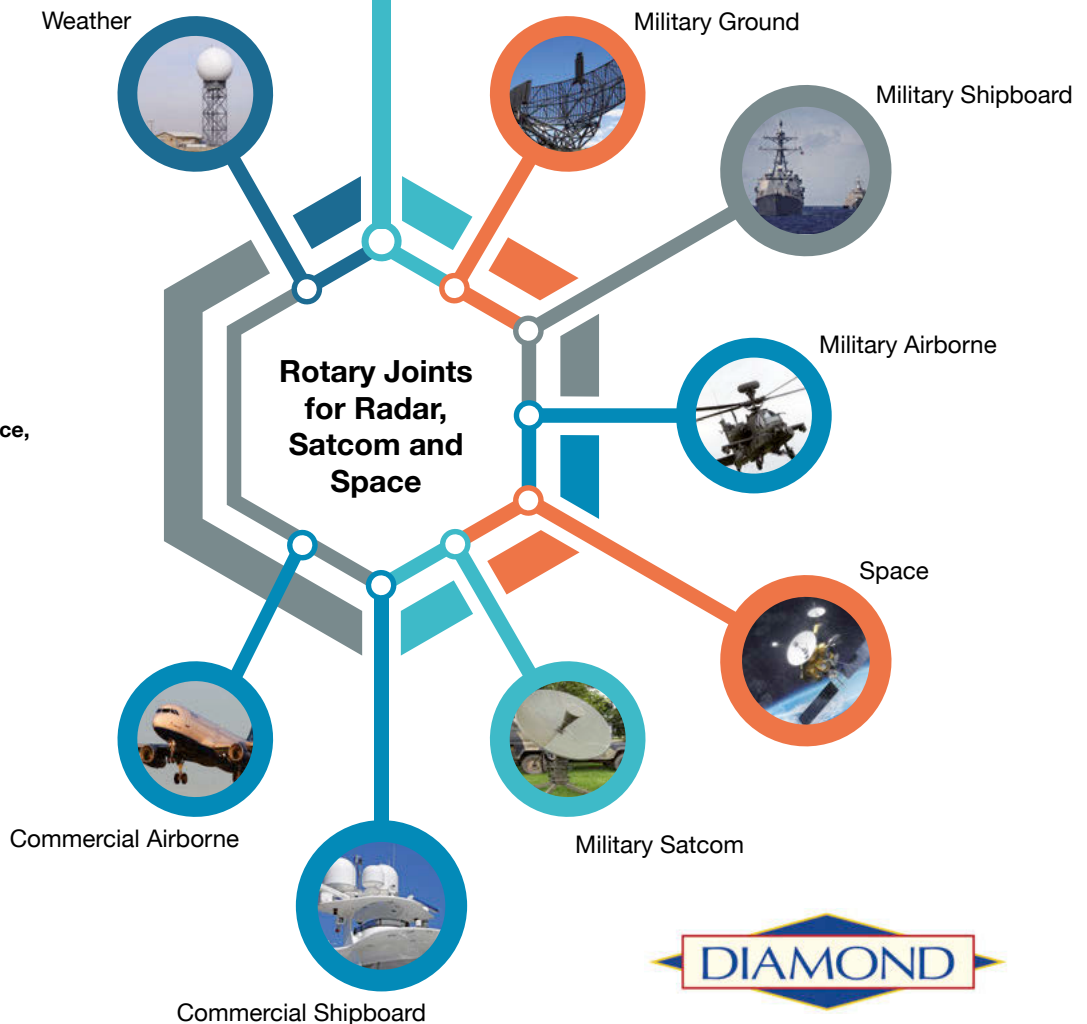 Weather
Military Ground
Military Shipboard
Military Airborne
Rotary Joints
for Radar,
Satcom and
Space
ce,
Space
Commercial Airborne
Military Satcom
DIAMOND
Commercial Shipboard